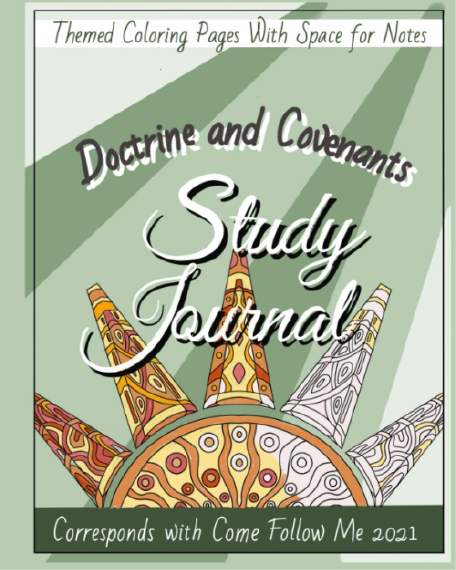 Themed Coloring Pages With Space for Notes
Doctrine and Covenants
Study
Journal
Corresponds with Come Follow Me 2021